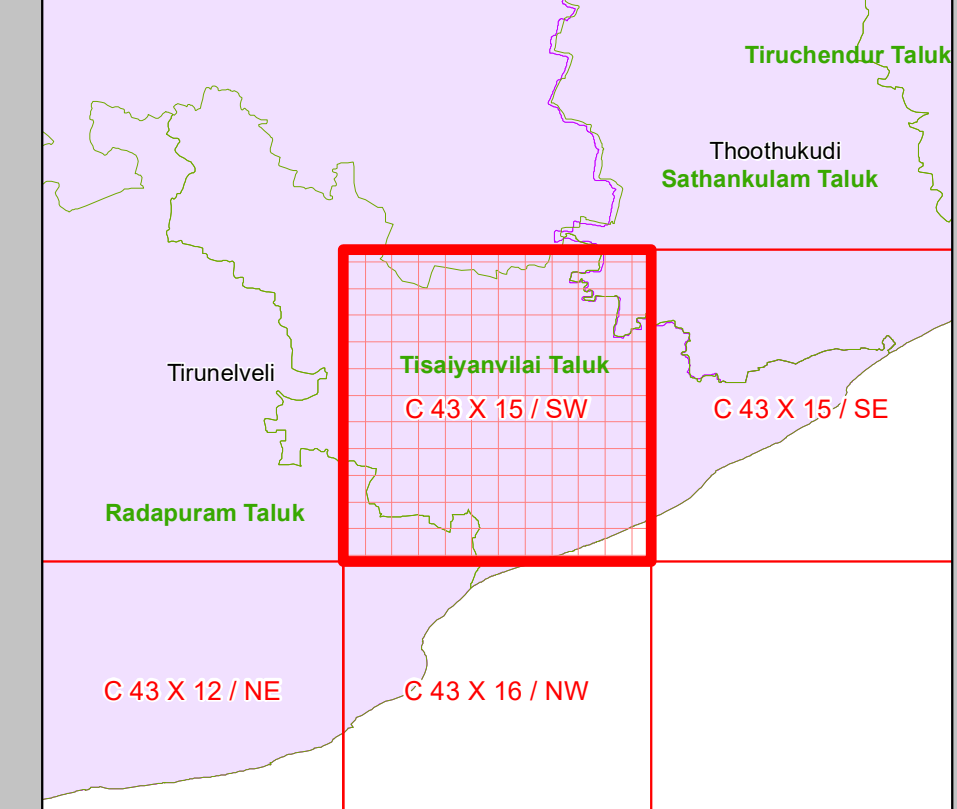 Tiruchendur Taluk
Thoothukudi
Sathankulam Taluk
Tisaiyanvilai Taluk
Tirunelveli
C 43 X 15 / SW
C 43 X 15 / SE
Radapuram Taluk
C 43 X 12 / NE
C 43 X 16 / NW